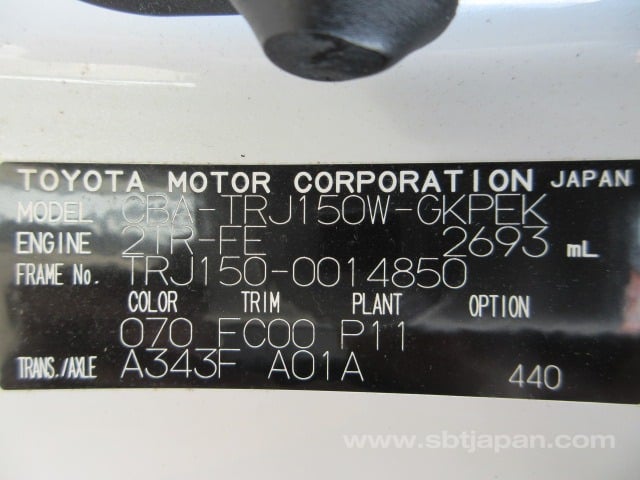 TOYOTA MOTOR CORPORATION JAPAN
MODEL CBA-TRJ150W-GKPEK
ENGINE 2TR-FE 2693 mL
FRAME No. TRJ150-0014850
COLOR TRIM PLANT OPTION
070 FC00 P11
TRANS./AXLE A343F A01A 440
www.sbtjapan.com